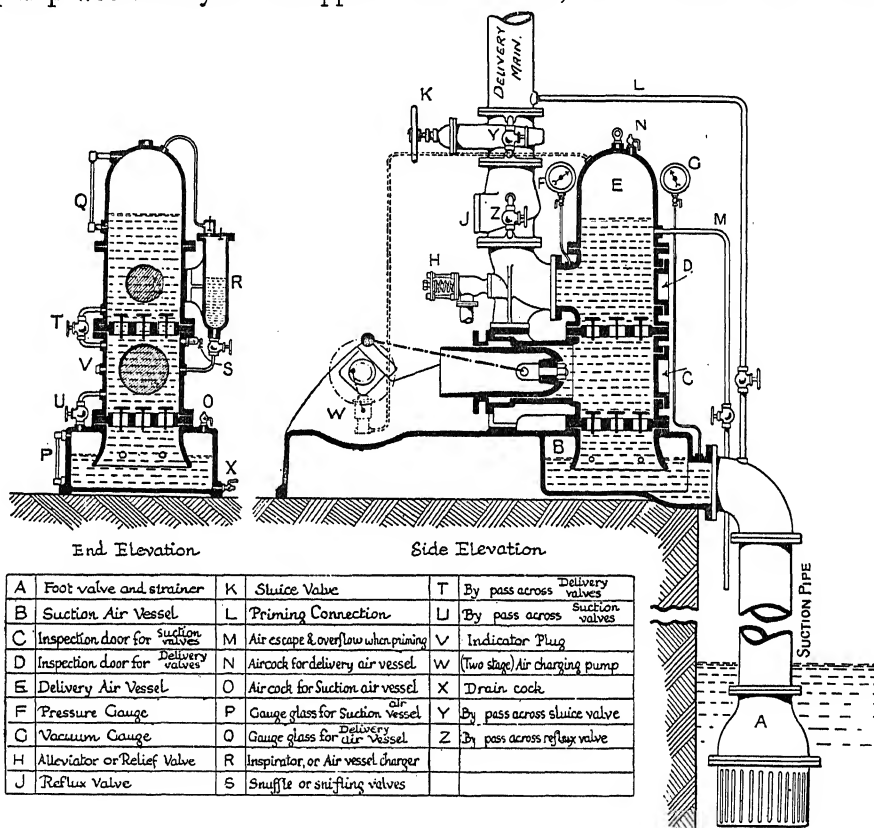 DELIVERY MAIN.
L
K
Y
N
F
G
E
Q
J
Z
M
H
D
R
T
V
S
C
U
O
W
B
P
X
End Elevation
Side Elevation
SUCTION PIPE
A
A Foot valve and strainer K Sluice Valve T By pass across Delivery valves
B Suction Air Vessel L Priming Connection U By pass across Suction valves
C Inspection door for Suction valves M Air escape & overflow when priming V Indicator Plug
D Inspection door for Delivery valves N Aircock for delivery air vessel W (Two stage) Air charging pump
E Delivery Air Vessel O Air cock for Suction air vessel X Drain cock
F Pressure Gauge P Gauge glass for Suction air vessel Y By pass across sluice valve
G Vacuum Gauge O Gauge glass for Delivery air Vessel Z By pass across reflux valve
H Alleviator or Relief Valve R Inspirator, or Air vessel charger
J Reflux Valve S Snuffle or snifling valves